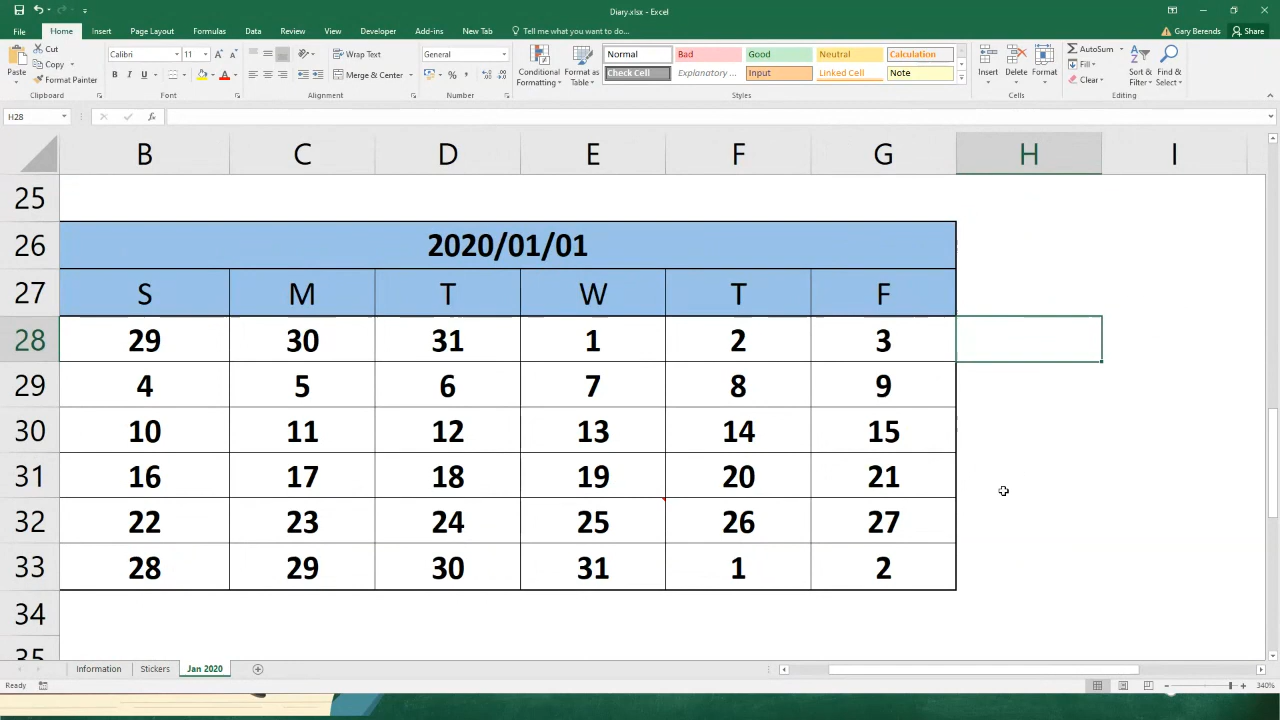 Diary.xlsx - Excel
Gary Berends Share
File Home Insert Page Layout Formulas Data Review View Developer Add-ins New Tab Tell me what you want to do...
Cut
Copy
Format Painter
Paste
Clipboard
Calibri 11
B I U A
Font
Wrap Text
Merge & Center
Alignment
General
% ,
Number
Conditional Formatting
Format as Table
Normal Bad Good Neutral Calculation
Check Cell Explanatory ... Input Linked Cell Note
Styles
Insert Delete Format
Cells
AutoSum
Fill
Clear
Sort & Filter
Find & Select
Editing
H28 fx
B C D E F G H I
25
26 2020/01/01
27 S M T W T F
28 29 30 31 1 2 3
29 4 5 6 7 8 9
30 10 11 12 13 14 15
31 16 17 18 19 20 21
32 22 23 24 25 26 27
33 28 29 30 31 1 2
34
35
Information Stickers Jan 2020
Ready 340%